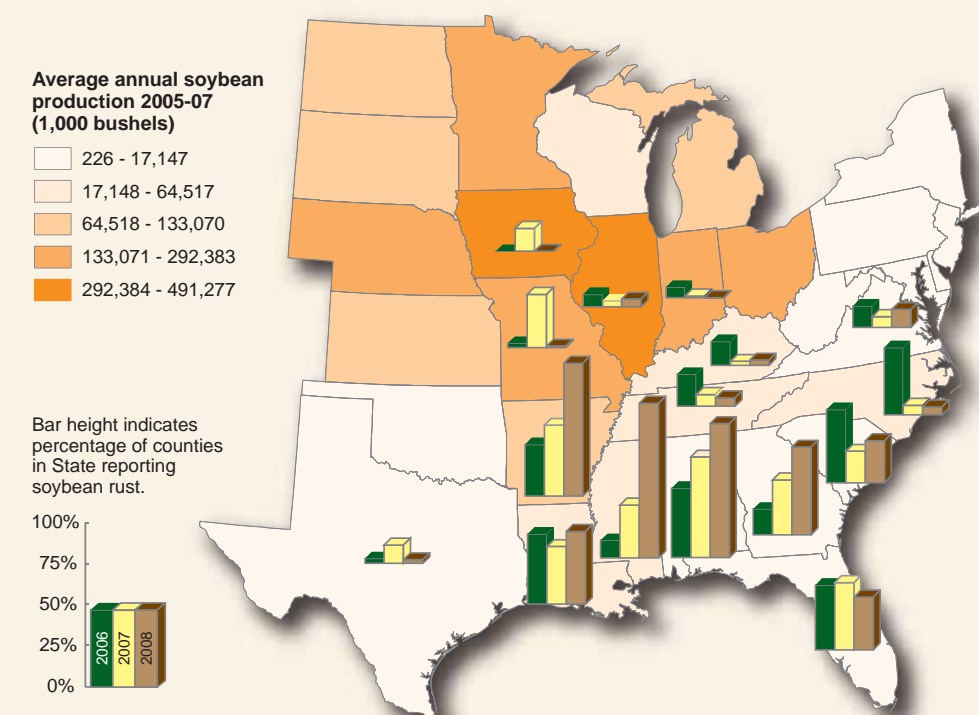 Average annual soybean
production 2005-07
(1,000 bushels)
226 - 17,147
17,148 - 64,517
64,518 - 133,070
133,071 - 292,383
292,384 - 491,277
Bar height indicates
percentage of counties
in State reporting
soybean rust.
100%
75%
50%
25%
0%
2006
2007
2008